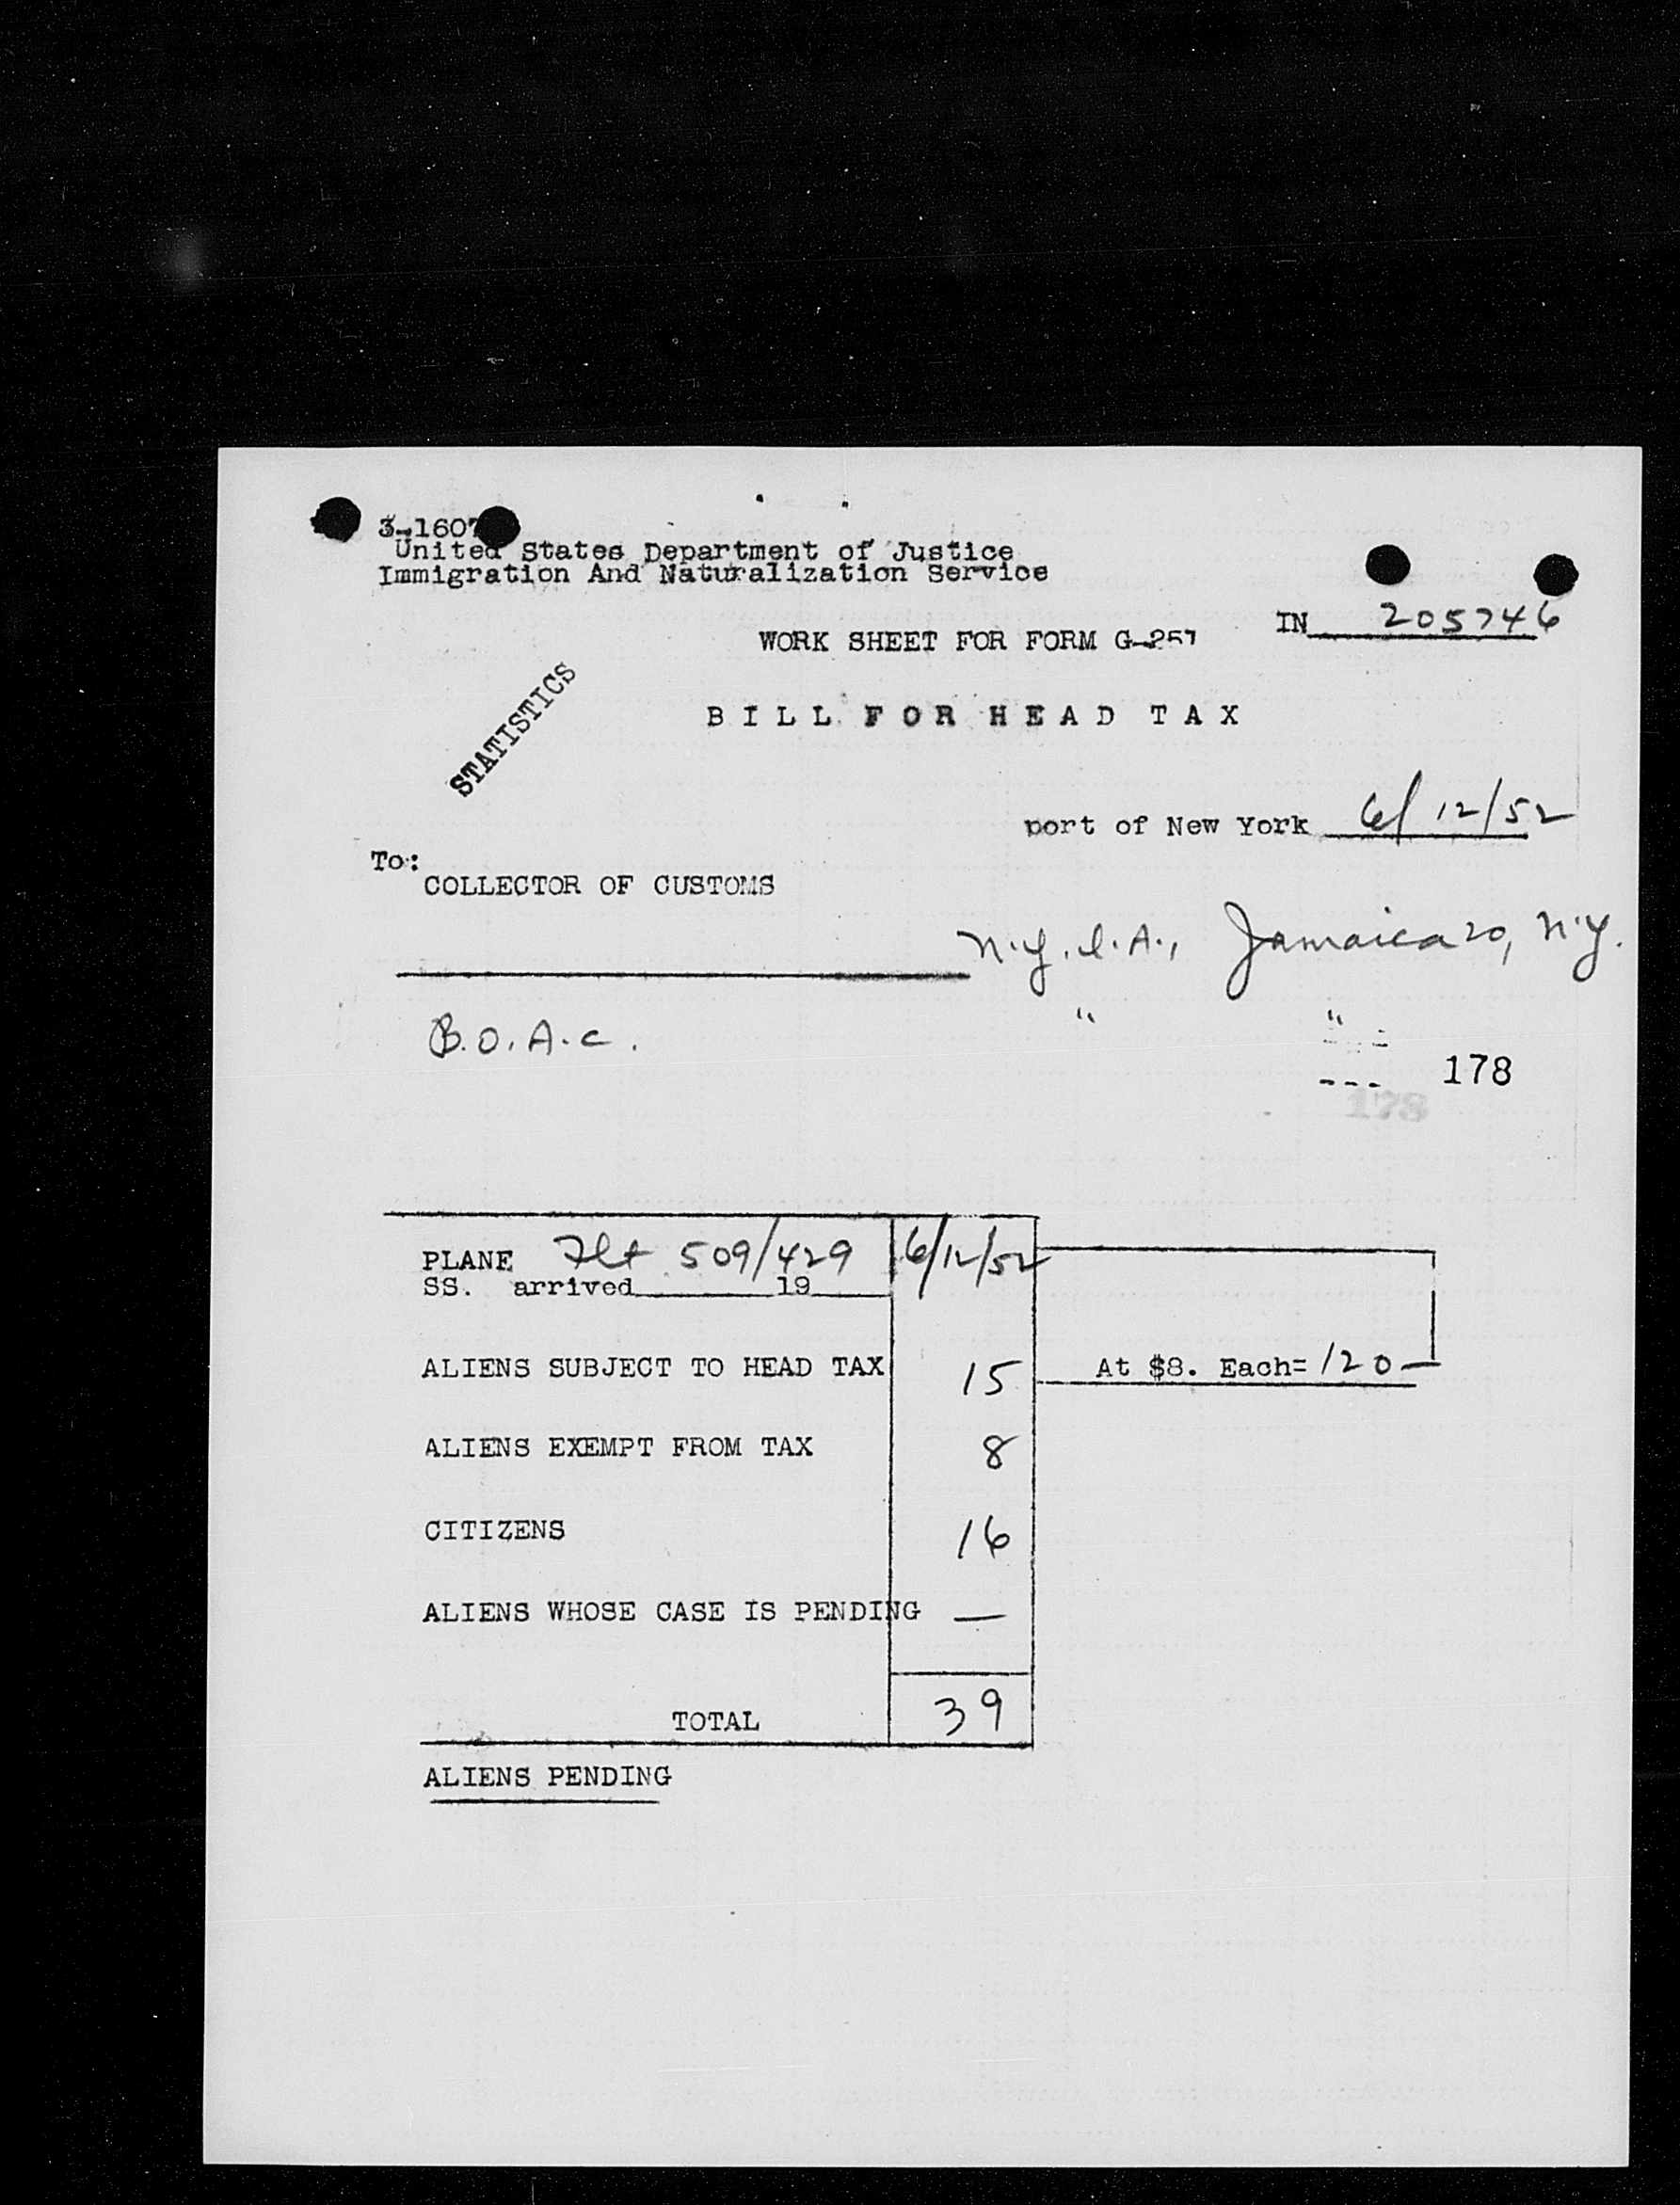 3-1607
United States Department of Justice
Immigration And Naturalization Service
IN 205746
WORK SHEET FOR FORM G-257
STATISTICS
BILL FOR HEAD TAX
port of New York 6/12/52
To:
COLLECTOR OF CUSTOMS
N.Y.I.A., Jamaica 20, N.Y.
B.O.A.C. " "
178
178
PLANE Flt 509/429 6/12/52
SS. arrived 19
ALIENS SUBJECT TO HEAD TAX 15 At $8. Each= 120—
ALIENS EXEMPT FROM TAX 8
CITIZENS 16
ALIENS WHOSE CASE IS PENDING —
TOTAL 39
ALIENS PENDING